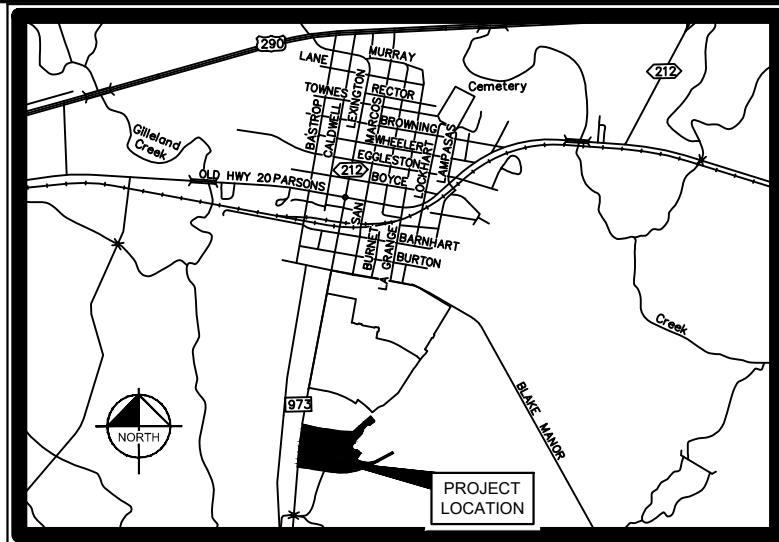 290
MURRAY
LANE
212
Cemetery
TOWNES
RECTOR
LEXINGTON
MARCOS
BASTROP
CALDWELL
BROWNING
WHEELER
Gilleland
Creek
EGGLESTON
LOCKHART
LAMPASAS
212
BOYCE
OLD HWY 20 PARSONS
SAN
BURNET
LA GRANGE
BARNHART
BURTON
Creek
BLAKE MANOR
973
NORTH
PROJECT
LOCATION